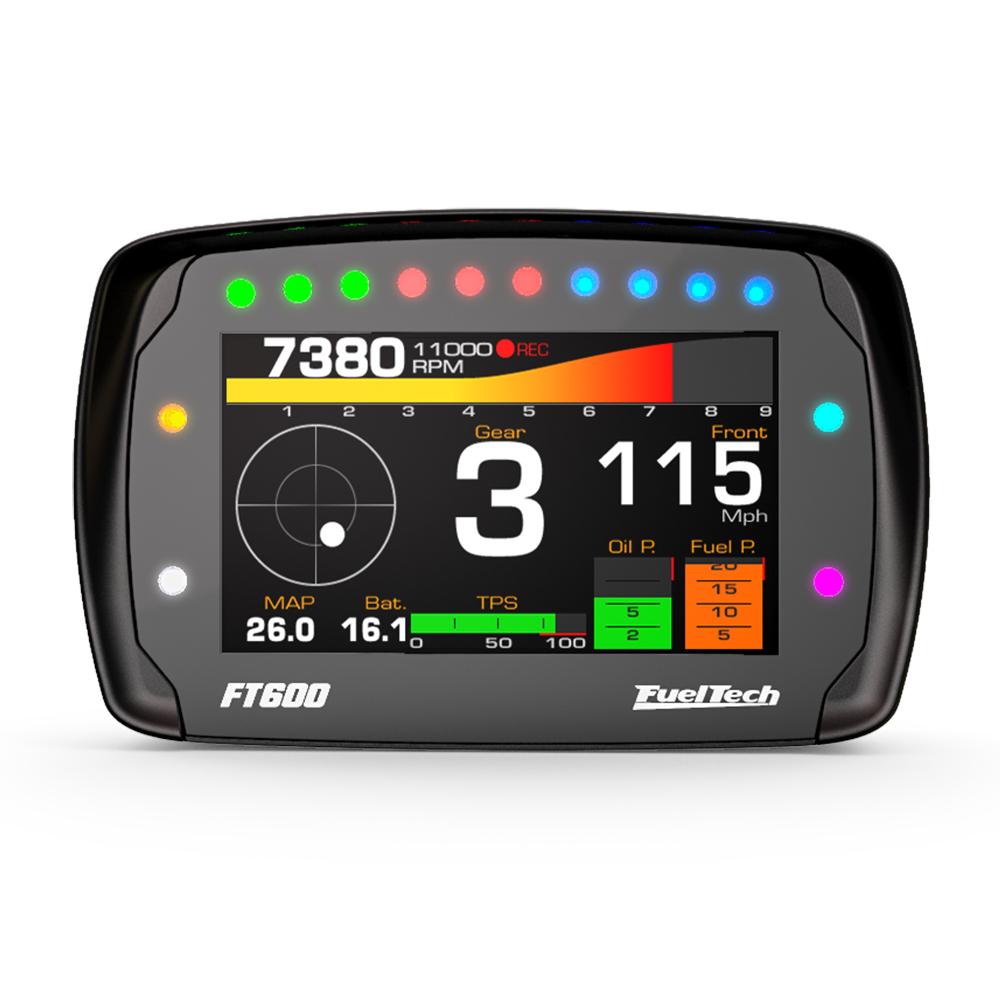 7380 11000 REC
RPM
1 2 3 4 5 6 7 8 9
Gear Front
3 115
Mph
Oil P. Fuel P.
20
15
5 10
2 5
MAP Bat. TPS
26.0 16.1
0 50 100
FT600 FuelTech